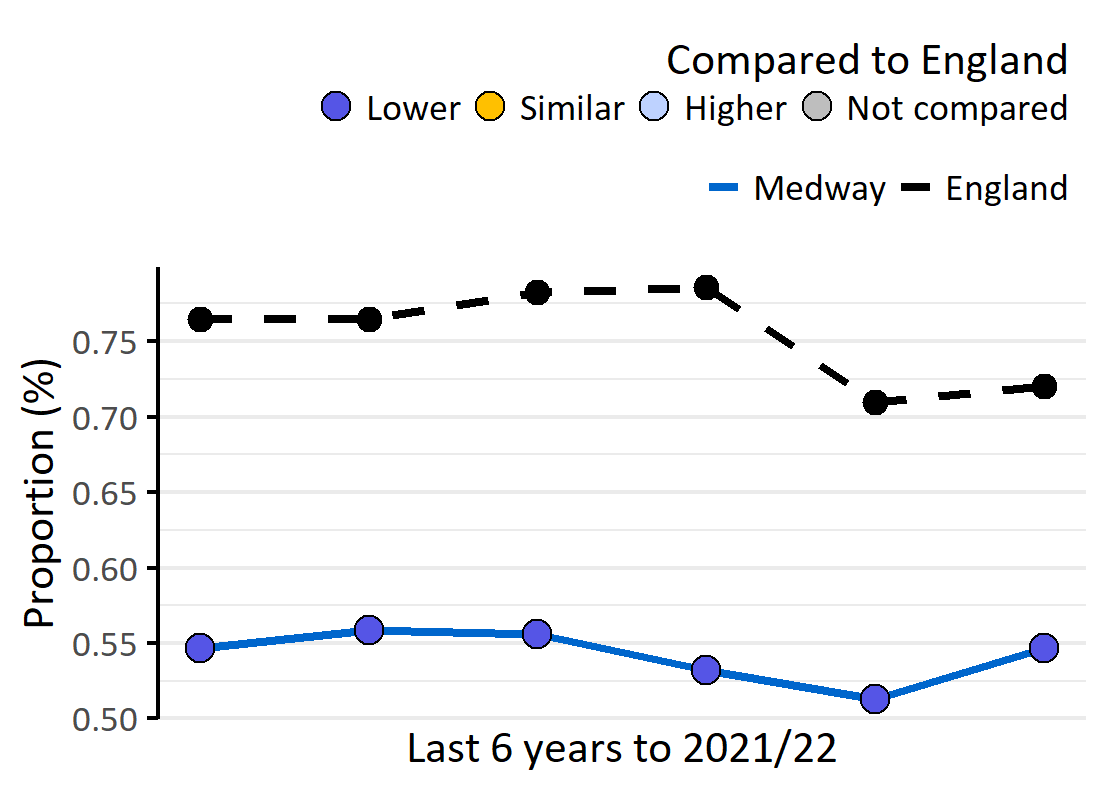 Compared to England
Lower Similar Higher Not compared
Medway England
Proportion (%)
0.75
0.70
0.65
0.60
0.55
0.50
Last 6 years to 2021/22